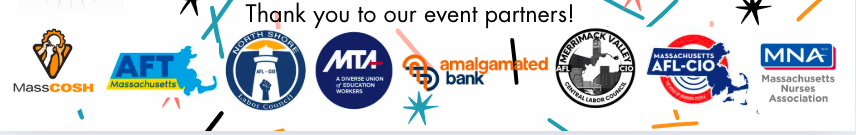 Thank you to our event partners!
MassCOSH
AFT
Massachusetts
NORTH SHORE
AFL - CIO
Labor Council
MTA
A DIVERSE UNION
of EDUCATION
WORKERS
amalgamated
bank
MERRIMACK VALLEY
AFL CIO
CENTRAL LABOR COUNCIL
MASSACHUSETTS
AFL-CIO
MNA
Massachusetts
Nurses
Association